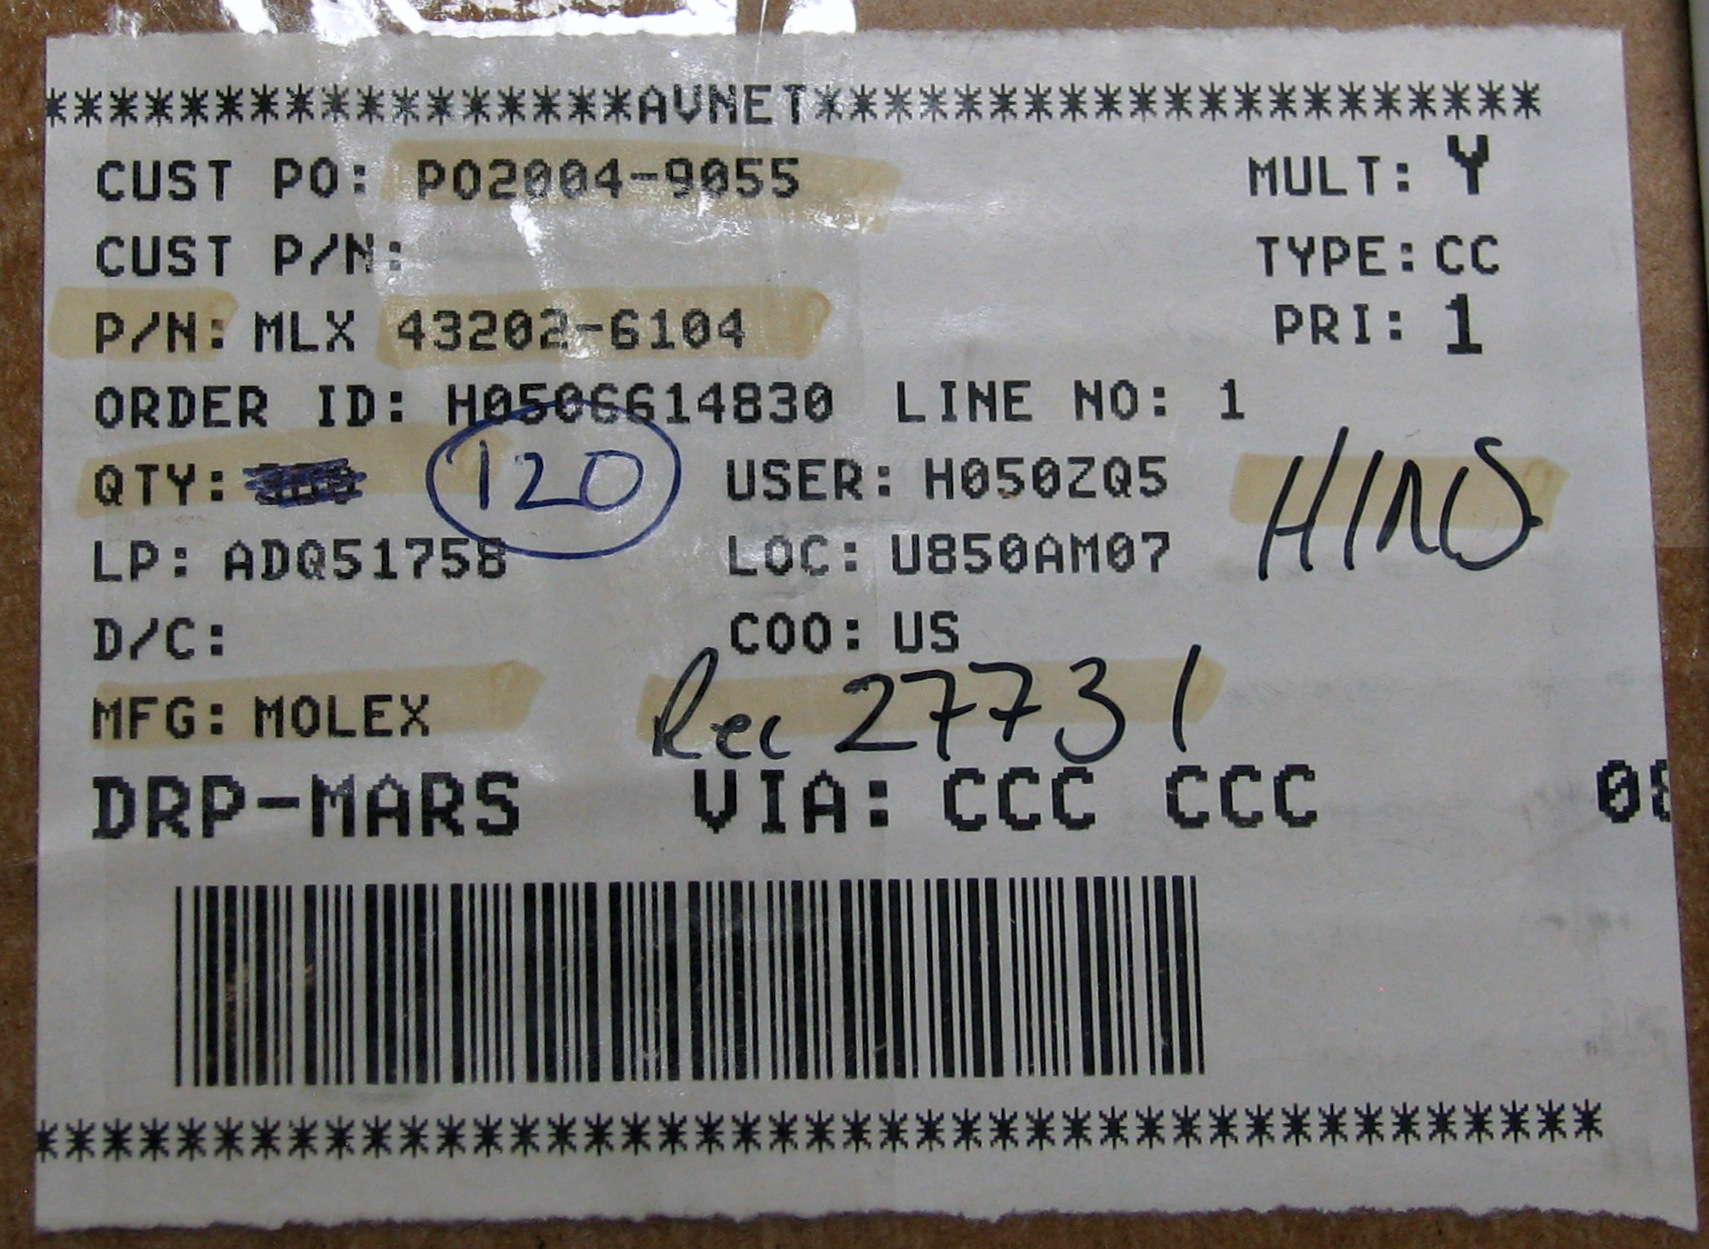 ******************AVNET*********************
CUST PO: PO2004-9055 MULT: Y
CUST P/N: TYPE: CC
P/N: MLX 43202-6104 PRI: 1
ORDER ID: H0506614830 LINE NO: 1
QTY: 120 USER: H050ZQ5
LP: ADQ51758 LOC: U850AM07
D/C: COO: US
MFG: MOLEX Rec 27731
DRP-MARS VIA: CCC CCC 08
*******************************************